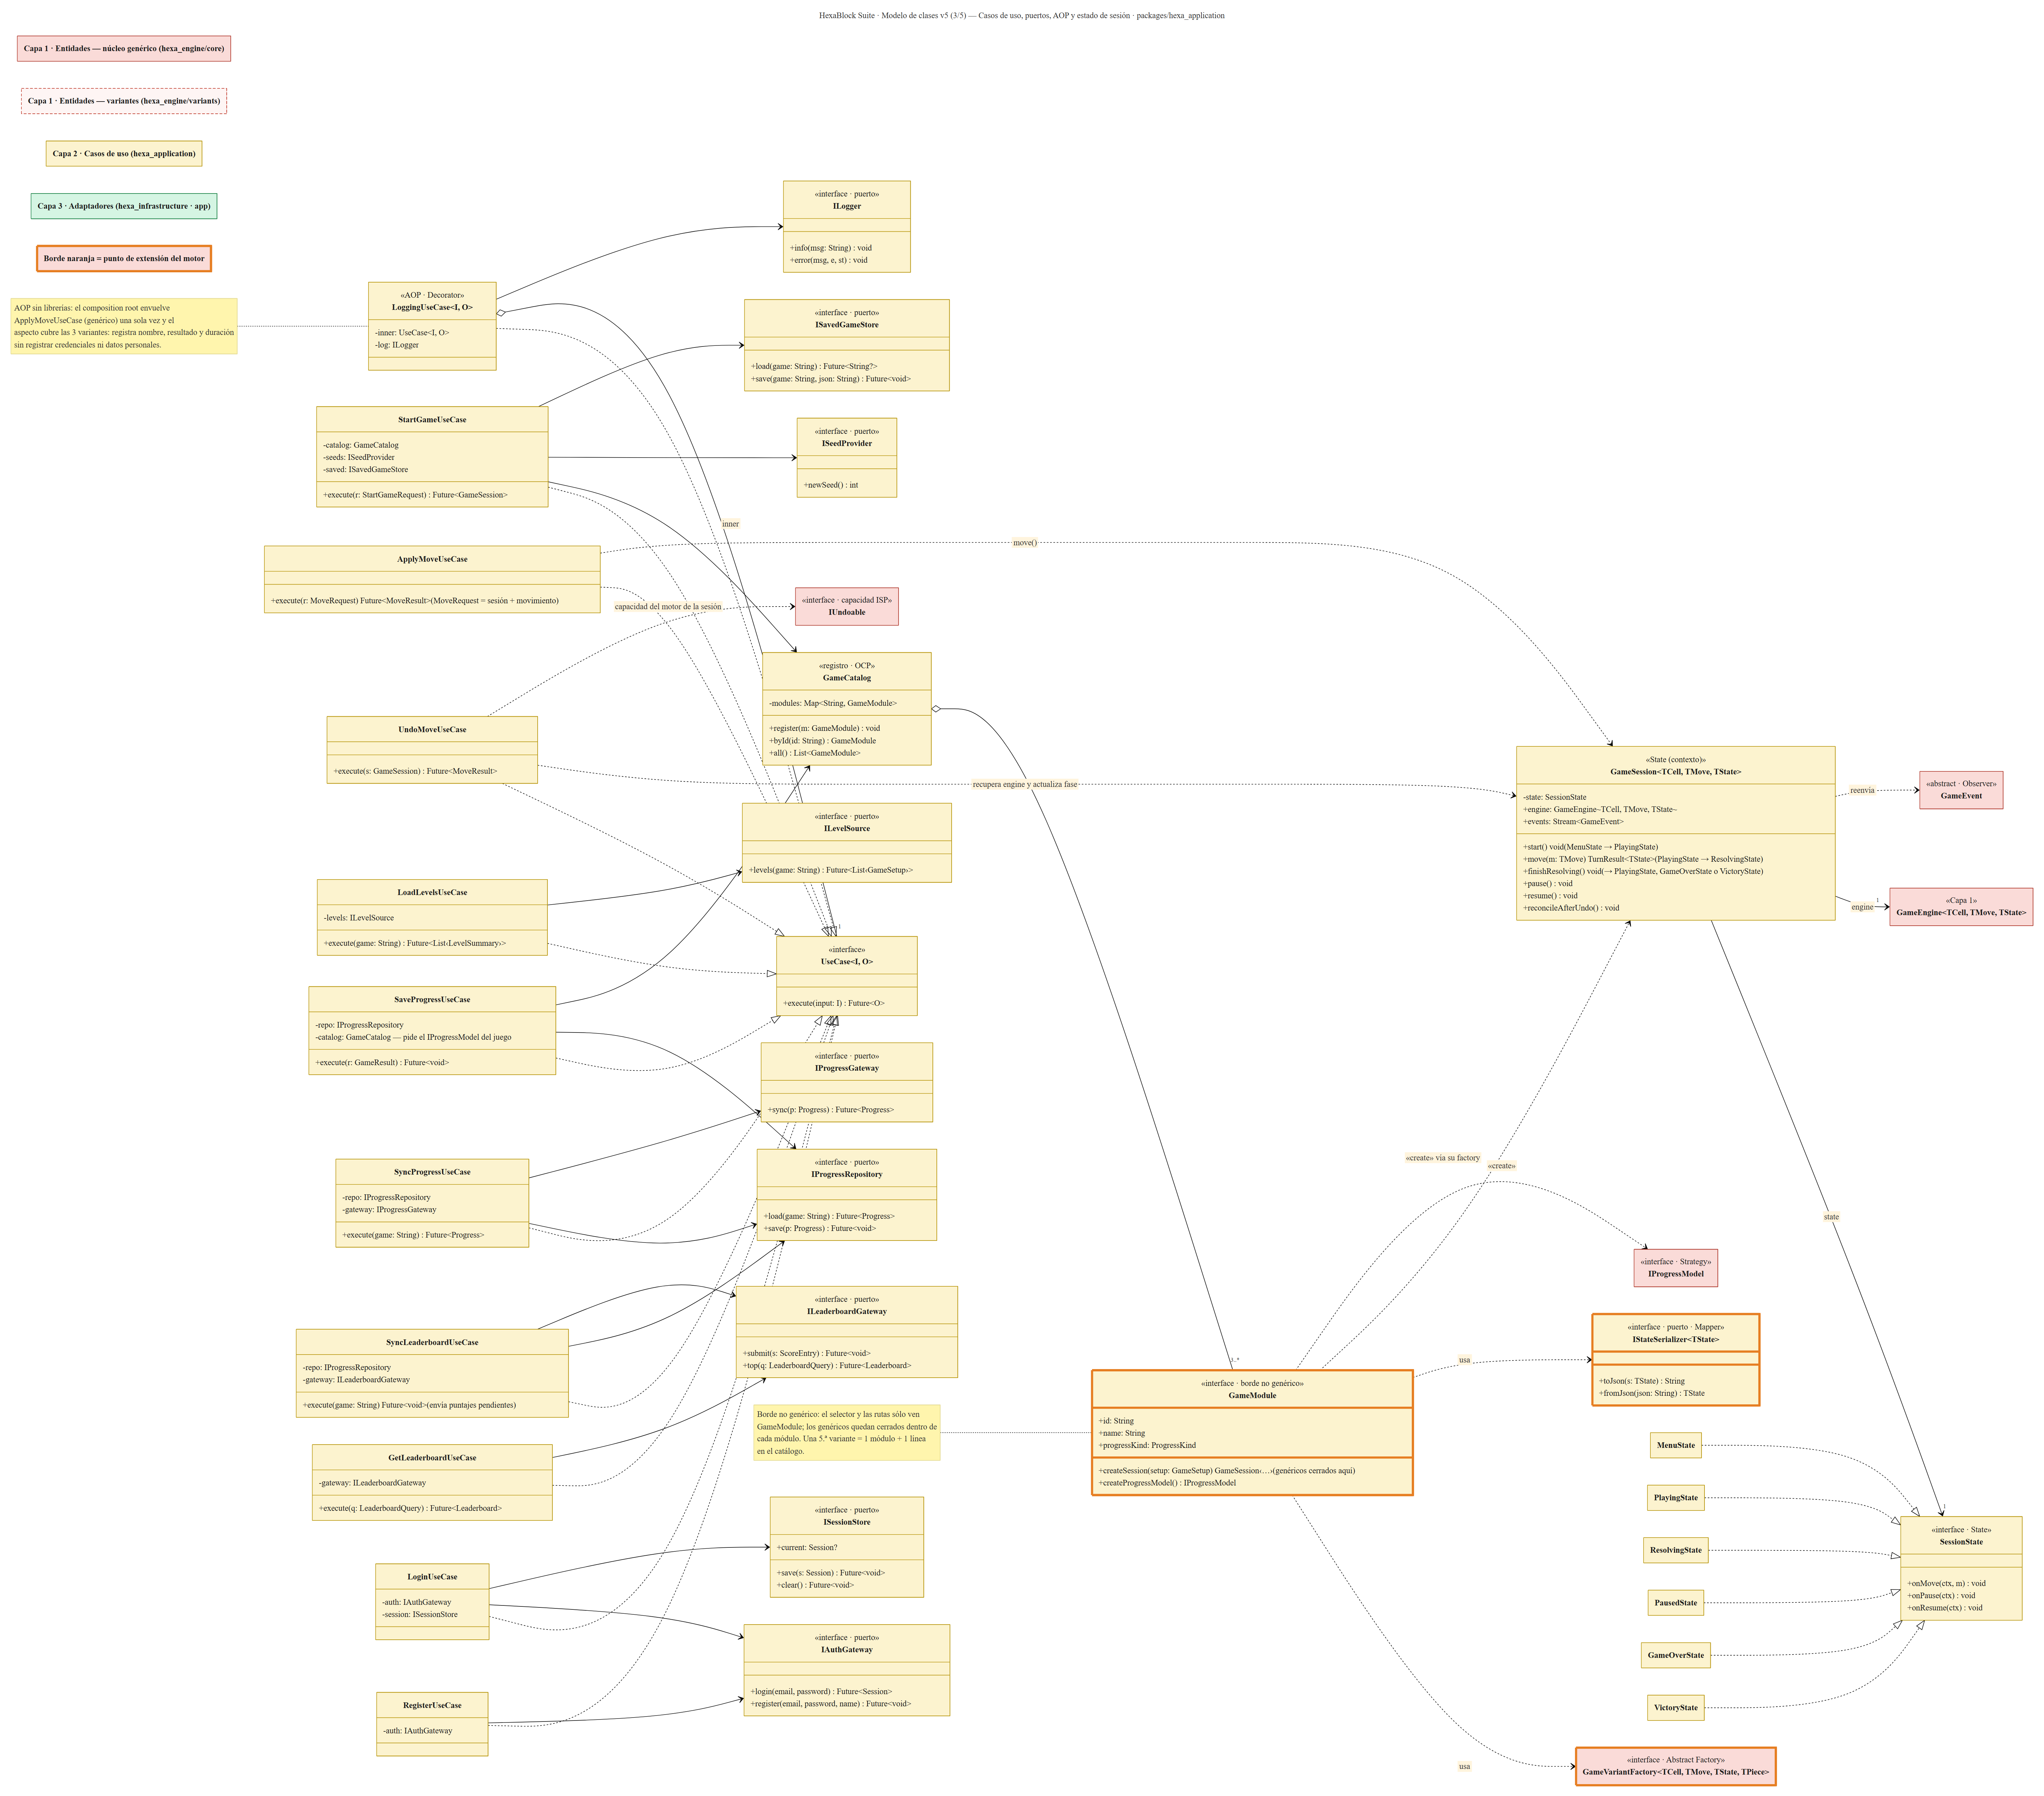 HexaBlock Suite · Modelo de clases v5 (3/5) — Casos de uso, puertos, AOP y estado de sesión · packages/hexa_application
Capa 1 · Entidades — núcleo genérico (hexa_engine/core)
Capa 1 · Entidades — variantes (hexa_engine/variants)
Capa 2 · Casos de uso (hexa_application)
Capa 3 · Adaptadores (hexa_infrastructure · app)
Borde naranja = punto de extensión del motor
AOP sin librerías: el composition root envuelve
ApplyMoveUseCase (genérico) una sola vez y el
aspecto cubre las 3 variantes: registra nombre, resultado y duración
sin registrar credenciales ni datos personales.
«AOP · Decorator»
LoggingUseCase<I, O>
-inner: UseCase<I, O>
-log: ILogger
StartGameUseCase
-catalog: GameCatalog
-seeds: ISeedProvider
-saved: ISavedGameStore
+execute(r: StartGameRequest) : Future<GameSession>
ApplyMoveUseCase
+execute(r: MoveRequest) Future<MoveResult>(MoveRequest = sesión + movimiento)
UndoMoveUseCase
+execute(s: GameSession) : Future<MoveResult>
LoadLevelsUseCase
-levels: ILevelSource
+execute(game: String) : Future<List‹LevelSummary›>
SaveProgressUseCase
-repo: IProgressRepository
-catalog: GameCatalog — pide el IProgressModel del juego
+execute(r: GameResult) : Future<void>
SyncProgressUseCase
-repo: IProgressRepository
-gateway: IProgressGateway
+execute(game: String) : Future<Progress>
SyncLeaderboardUseCase
-repo: IProgressRepository
-gateway: ILeaderboardGateway
+execute(game: String) Future<void>(envía puntajes pendientes)
GetLeaderboardUseCase
-gateway: ILeaderboardGateway
+execute(q: LeaderboardQuery) : Future<Leaderboard>
LoginUseCase
-auth: IAuthGateway
-session: ISessionStore
RegisterUseCase
-auth: IAuthGateway
«interface · puerto»
ILogger
+info(msg: String) : void
+error(msg, e, st) : void
«interface · puerto»
ISavedGameStore
+load(game: String) : Future<String?>
+save(game: String, json: String) : Future<void>
«interface · puerto»
ISeedProvider
+newSeed() : int
inner
move()
capacidad del motor de la sesión
«interface · capacidad ISP»
IUndoable
«registro · OCP»
GameCatalog
-modules: Map<String, GameModule>
+register(m: GameModule) : void
+byId(id: String) : GameModule
+all() : List<GameModule>
recupera engine y actualiza fase
«interface · puerto»
ILevelSource
+levels(game: String) : Future<List‹GameSetup›>
1
«interface»
UseCase<I, O>
+execute(input: I) : Future<O>
«interface · puerto»
IProgressGateway
+sync(p: Progress) : Future<Progress>
«interface · puerto»
IProgressRepository
+load(game: String) : Future<Progress>
+save(p: Progress) : Future<void>
«interface · puerto»
ILeaderboardGateway
+submit(s: ScoreEntry) : Future<void>
+top(q: LeaderboardQuery) : Future<Leaderboard>
Borde no genérico: el selector y las rutas sólo ven
GameModule; los genéricos quedan cerrados dentro de
cada módulo. Una 5.ª variante = 1 módulo + 1 línea
en el catálogo.
«interface · puerto»
ISessionStore
+current: Session?
+save(s: Session) : Future<void>
+clear() : Future<void>
«interface · puerto»
IAuthGateway
+login(email, password) : Future<Session>
+register(email, password, name) : Future<void>
1..*
«interface · borde no genérico»
GameModule
+id: String
+name: String
+progressKind: ProgressKind
+createSession(setup: GameSetup) GameSession‹…›(genéricos cerrados aquí)
+createProgressModel() : IProgressModel
«create» vía su factory
«create»
usa
usa
«State (contexto)»
GameSession<TCell, TMove, TState>
-state: SessionState
+engine: GameEngine~TCell, TMove, TState~
+events: Stream<GameEvent>
+start() void(MenuState → PlayingState)
+move(m: TMove) TurnResult<TState>(PlayingState → ResolvingState)
+finishResolving() void(→ PlayingState, GameOverState o VictoryState)
+pause() : void
+resume() : void
+reconcileAfterUndo() : void
reenvía
«abstract · Observer»
GameEvent
engine
1
«Capa 1»
GameEngine<TCell, TMove, TState>
state
«interface · Strategy»
IProgressModel
«interface · puerto · Mapper»
IStateSerializer<TState>
+toJson(s: TState) : String
+fromJson(json: String) : TState
MenuState
PlayingState
ResolvingState
PausedState
GameOverState
VictoryState
1
«interface · State»
SessionState
+onMove(ctx, m) : void
+onPause(ctx) : void
+onResume(ctx) : void
«interface · Abstract Factory»
GameVariantFactory<TCell, TMove, TState, TPiece>